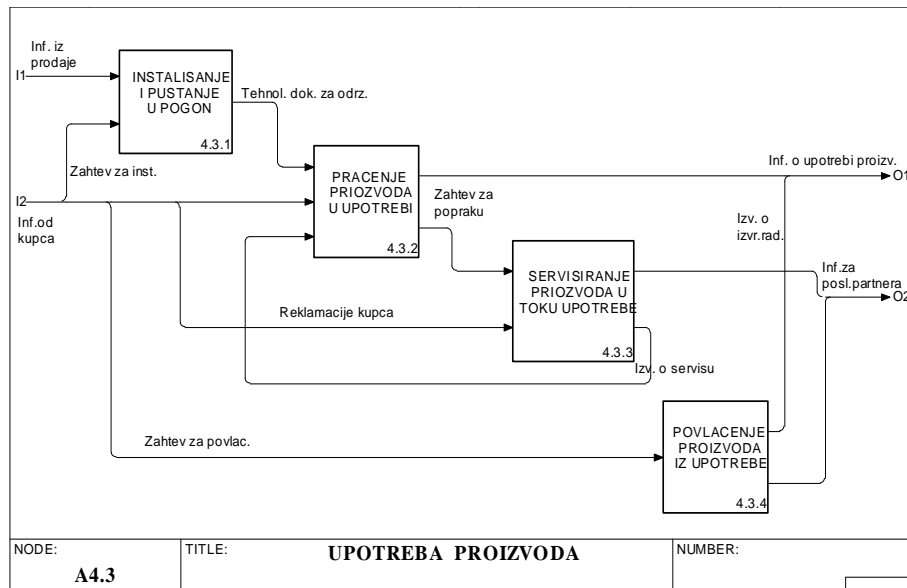 Inf. iz
prodaje
I1
INSTALISANJE
I PUSTANJE
U POGON
4.3.1
Tehnol. dok. za odrz.
Zahtev za inst.
I2
Inf.od
kupca
PRACENJE
PRIOZVODA
U UPOTREBI
4.3.2
Zahtev za
popraku
Inf. o upotrebi proizv.
O1
Izv. o
izvr.rad.
SERVISIRANJE
PRIOZVODA U
TOKU UPOTREBE
4.3.3
Inf.za
posl.partnera
O2
Reklamacije kupca
Izv. o servisu
Zahtev za povlac.
POVLACENJE
PROIZVODA
IZ UPOTREBE
4.3.4
NODE:
A4.3
TITLE:
UPOTREBA PROIZVODA
NUMBER: